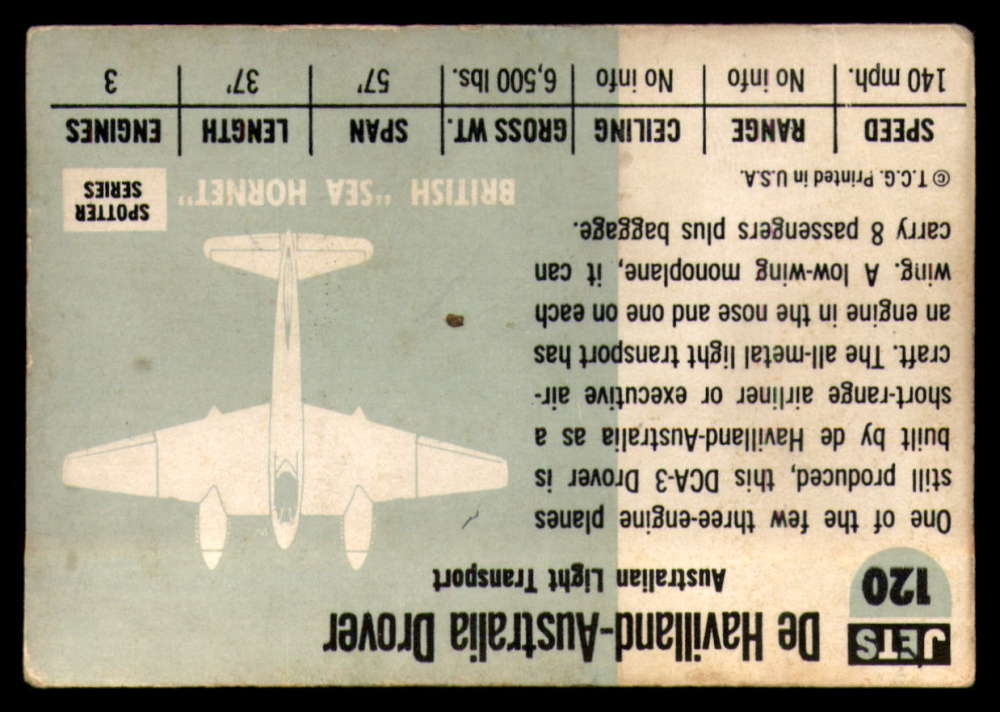 JETS
120
De Havilland-Australia Drover
Australian Light Transport
One of the few three-engine planes
still produced, this DCA-3 Drover is
built by de Havilland-Australia as a
short-range airliner or executive air-
craft. The all-metal light transport has
an engine in the nose and one on each
wing. A low-wing monoplane, it can
carry 8 passengers plus baggage.
© T.C.G. Printed in U.S.A.
BRITISH "SEA HORNET"
SPOTTER
SERIES
SPEED RANGE CEILING GROSS WT. SPAN LENGTH ENGINES
140 mph. No info No info 6,500 lbs. 57' 37' 3